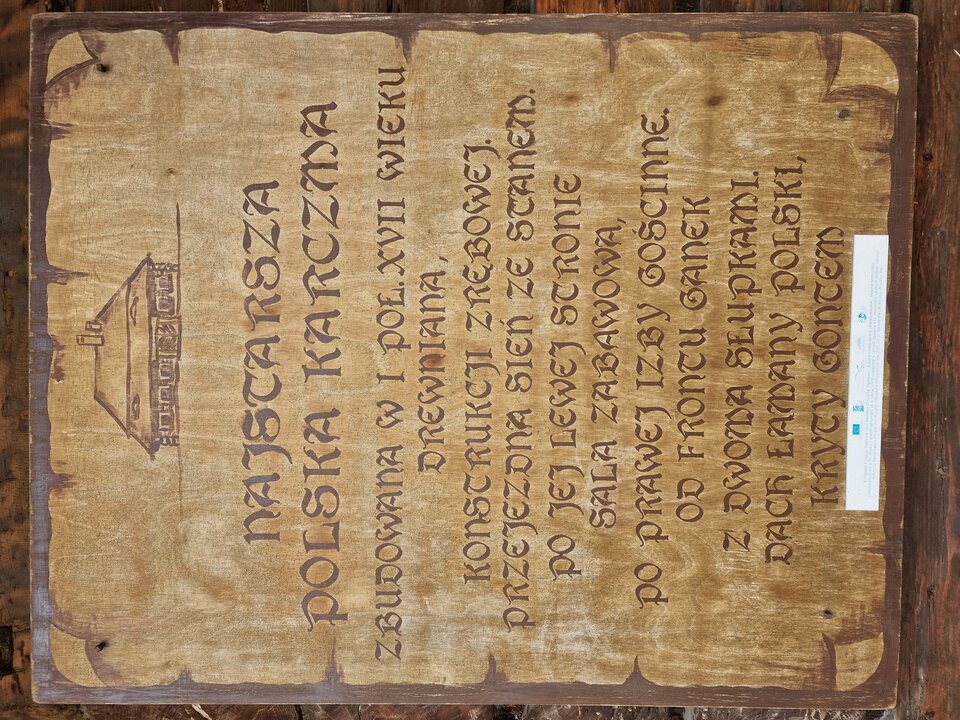 NAJSTARSZA
POLSKA KARCZMA
ZBUDOWANA W I POŁ. XVII WIEKU
DREWNIANA,
KONSTRUKCJI ZRĘBOWEJ.
PRZEJEZDNA SIEŃ ZE STANEM.
PO JEJ LEWEJ STRONIE
SALA ZABAWOWA,
PO PRAWEJ IZBY GOŚCINNE.
OD FRONTU GANEK
Z DWOMA SŁUPKAMI.
DACH ŁAMANY POLSKI,
KRYTY GONTEM